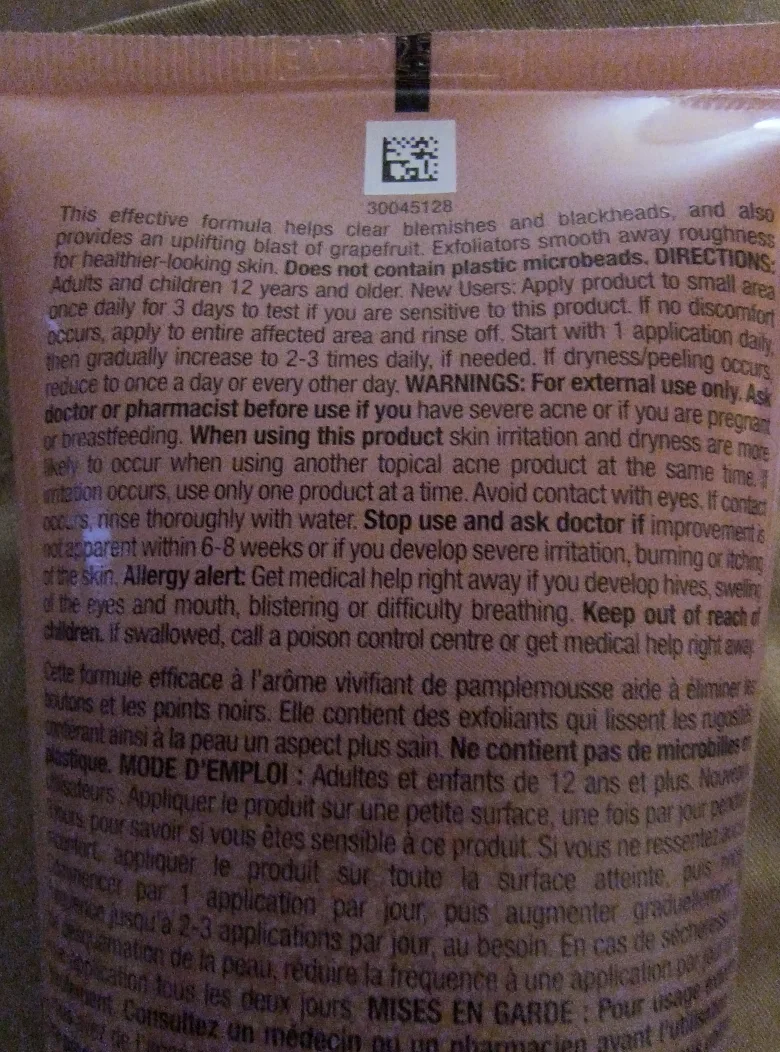 30045128
This effective formula helps clear blemishes and blackheads, and also
provides an uplifting blast of grapefruit. Exfoliators smooth away roughness
for healthier-looking skin. Does not contain plastic microbeads. DIRECTIONS:
Adults and children 12 years and older. New Users: Apply product to small area
once daily for 3 days to test if you are sensitive to this product. If no discomfort
occurs, apply to entire affected area and rinse off. Start with 1 application daily,
then gradually increase to 2-3 times daily, if needed. If dryness/peeling occurs,
reduce to once a day or every other day. WARNINGS: For external use only. Ask
doctor or pharmacist before use if you have severe acne or if you are pregnant
or breastfeeding. When using this product skin irritation and dryness are more
likely to occur when using another topical acne product at the same time. If
irritation occurs, use only one product at a time. Avoid contact with eyes. If contact
occurs, rinse thoroughly with water. Stop use and ask doctor if improvement is
not apparent within 6-8 weeks or if you develop severe irritation, burning or itching
of the skin. Allergy alert: Get medical help right away if you develop hives, swelling
of the eyes and mouth, blistering or difficulty breathing. Keep out of reach of
children. If swallowed, call a poison control centre or get medical help right away.
Cette formule efficace à l'arôme vivifiant de pamplemousse aide à éliminer les
boutons et les points noirs. Elle contient des exfoliants qui lissent les rugosités
conférant ainsi à la peau un aspect plus sain. Ne contient pas de microbilles
plastique. MODE D'EMPLOI : Adultes et enfants de 12 ans et plus. Nouveaux
utilisateurs : Appliquer le produit sur une petite surface, une fois par jour
jours pour savoir si vous êtes sensible à ce produit. Si vous ne ressentez
appliquer le produit sur toute la surface atteinte, puis
commencer par 1 application par jour, puis augmenter graduellement
jusqu'à 2-3 applications par jour, au besoin. En cas de sécheresse
desquamation de la peau, réduire la fréquence à une application par jour
application tous les deux jours. MISES EN GARDE : Pour usage
Consultez un médecin ou un pharmacien avant